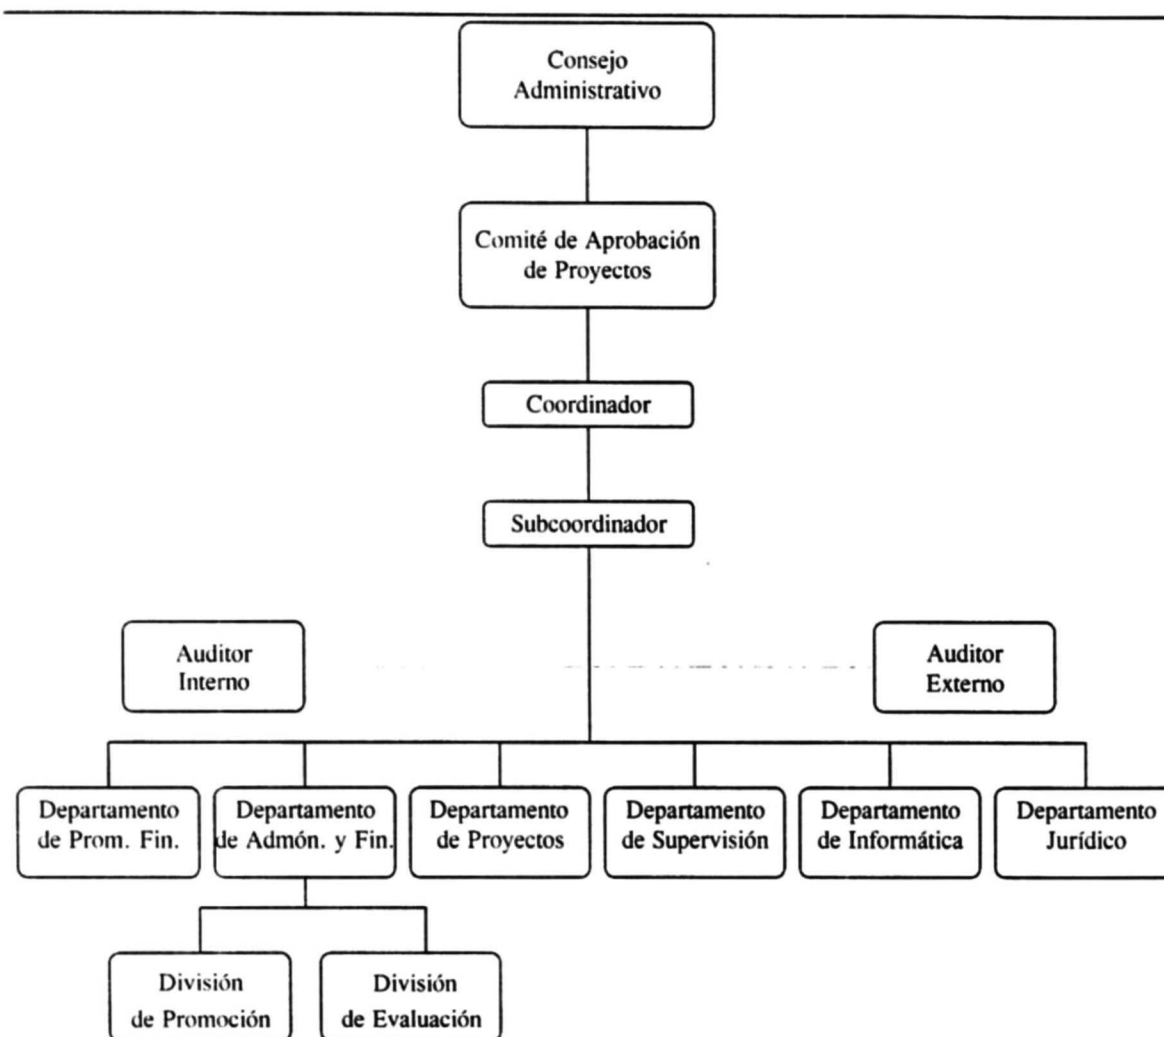 Consejo
Administrativo
Comité de Aprobación
de Proyectos
Coordinador
Subcoordinador
Auditor
Interno
Auditor
Externo
Departamento
de Prom. Fin.
Departamento
de Admón. y Fin.
Departamento
de Proyectos
Departamento
de Supervisión
Departamento
de Informática
Departamento
Jurídico
División
de Promoción
División
de Evaluación